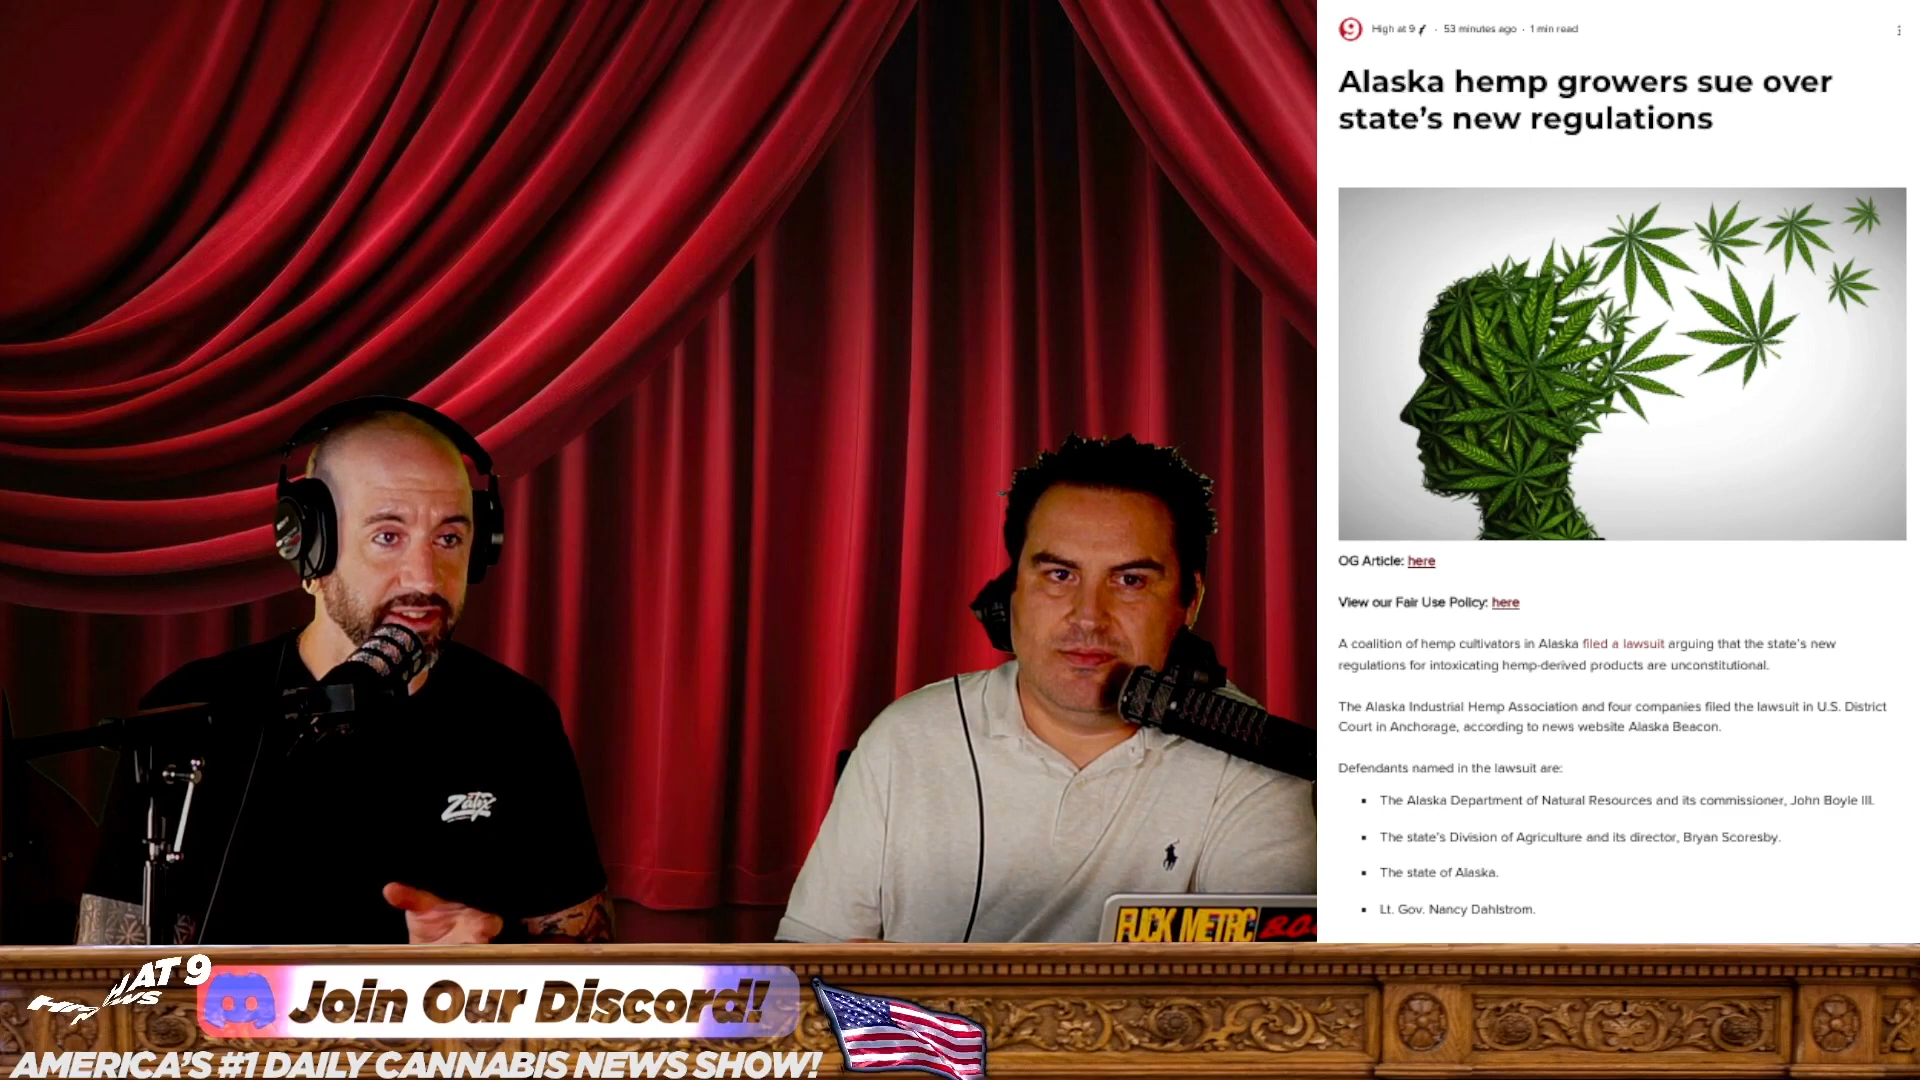 High at 9 · 53 minutes ago · 1 min read
Alaska hemp growers sue over
state’s new regulations
OG Article: here
View our Fair Use Policy: here
A coalition of hemp cultivators in Alaska filed a lawsuit arguing that the state’s new
regulations for intoxicating hemp-derived products are unconstitutional.
The Alaska Industrial Hemp Association and four companies filed the lawsuit in U.S. District
Court in Anchorage, according to news website Alaska Beacon.
Defendants named in the lawsuit are:
▪ The Alaska Department of Natural Resources and its commissioner, John Boyle III.
▪ The state’s Division of Agriculture and its director, Bryan Scoresby.
▪ The state of Alaska.
▪ Lt. Gov. Nancy Dahlstrom.
Zatix
FUCK METRC
AT 9
Join Our Discord!
AMERICA'S #1 DAILY CANNABIS NEWS SHOW!